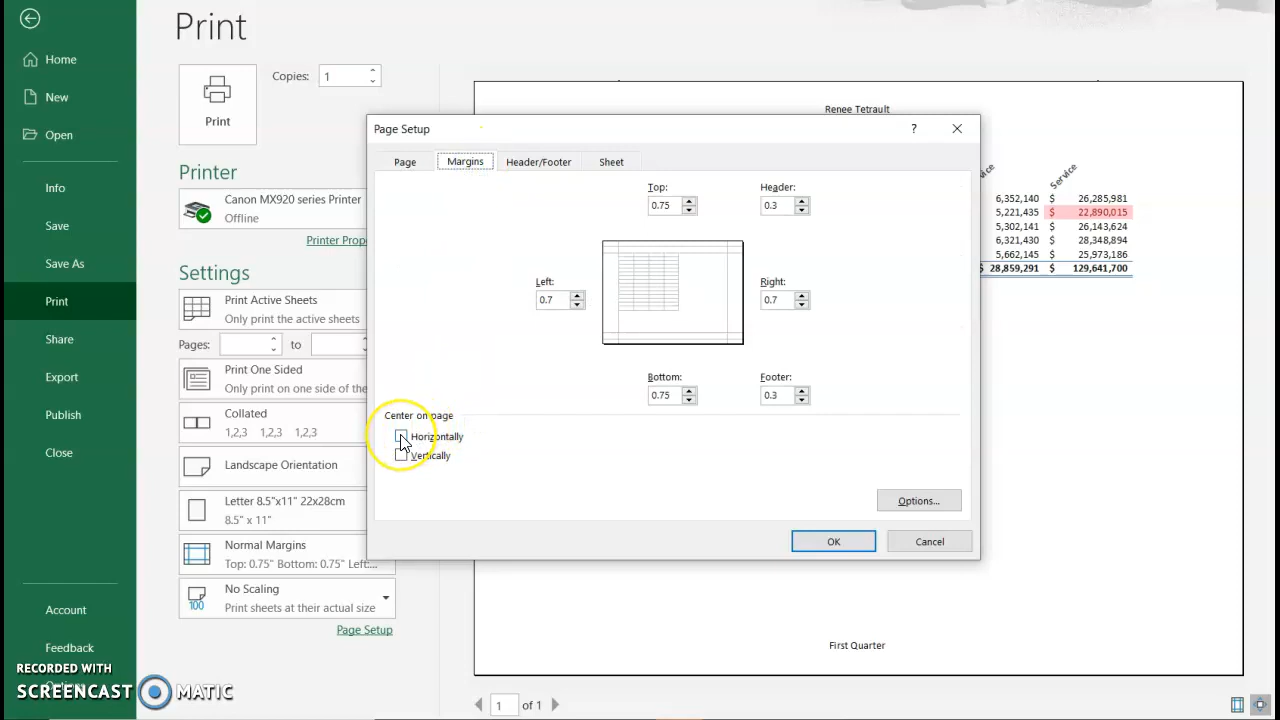 Print
Home
New
Open
Info
Save
Save As
Print
Share
Export
Publish
Close
Account
Feedback
RECORDED WITH
SCREENCAST MATIC
Print
Copies: 1
Printer
Canon MX920 series Printer
Offline
Printer Prop
Settings
Print Active Sheets
Only print the active sheets
Pages: to
Print One Sided
Only print on one side of the
Collated
1,2,3 1,2,3 1,2,3
Landscape Orientation
Letter 8.5"x11" 22x28cm
8.5" x 11"
Normal Margins
Top: 0.75" Bottom: 0.75" Left:...
No Scaling
Print sheets at their actual size
100
Page Setup
Page Setup
?
Page Margins Header/Footer Sheet
Top: Header:
0.75 0.3
Left: Right:
0.7 0.7
Bottom: Footer:
0.75 0.3
Center on page
Horizontally
Vertically
Options...
OK Cancel
Renee Tetrault
Service
6,352,140 $ 26,285,981
5,221,435 $ 22,890,015
5,302,141 $ 26,143,624
6,321,430 $ 28,348,894
5,662,145 $ 25,973,186
$ 28,859,291 $ 129,641,700
First Quarter
1 of 1